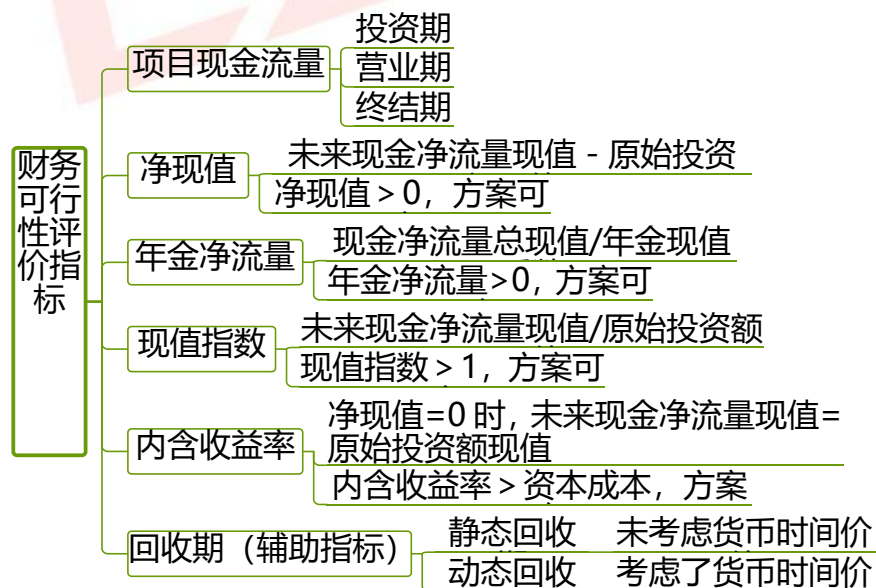 财务可行性评价指标
项目现金流量
投资期
营业期
终结期
净现值
未来现金净流量现值 - 原始投资
净现值 > 0，方案可
年金净流量
现金净流量总现值/年金现值
年金净流量>0，方案可
现值指数
未来现金净流量现值/原始投资额
现值指数 > 1，方案可
内含收益率
净现值=0 时，未来现金净流量现值=
原始投资额现值
内含收益率 > 资本成本，方案
回收期（辅助指标）
静态回收 未考虑货币时间价
动态回收 考虑了货币时间价